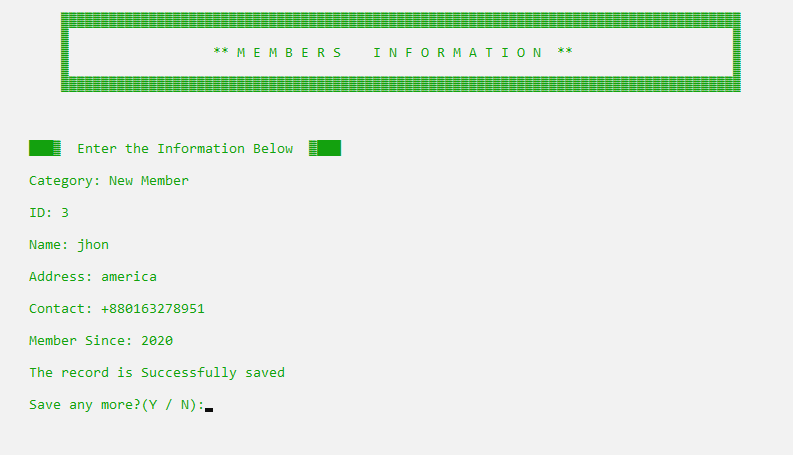 ** M E M B E R S    I N F O R M A T I O N  **
Enter the Information Below
Category: New Member
ID: 3
Name: jhon
Address: america
Contact: +880163278951
Member Since: 2020
The record is Successfully saved
Save any more?(Y / N):